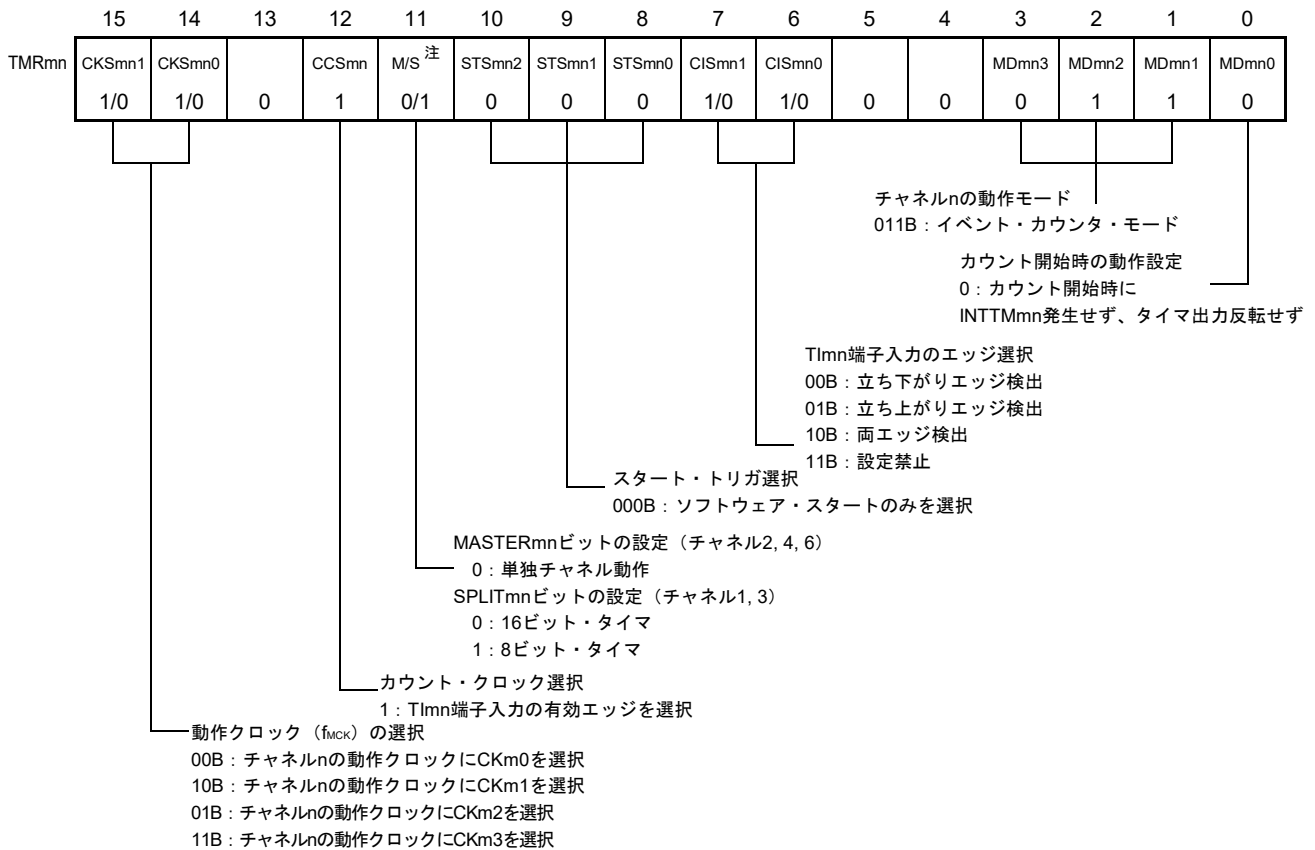 15 14 13 12 11 10 9 8 7 6 5 4 3 2 1 0
TMRmn CKSmn1 CKSmn0 CCSmn M/S 注 STSmn2 STSmn1 STSmn0 CISmn1 CISmn0 MDmn3 MDmn2 MDmn1 MDmn0
1/0 1/0 0 1 0/1 0 0 0 1/0 1/0 0 0 0 1 1 0
チャネルnの動作モード
011B：イベント・カウンタ・モード
カウント開始時の動作設定
0：カウント開始時に
INTTMmn発生せず、タイマ出力反転せず
TImn端子入力のエッジ選択
00B：立ち下がりエッジ検出
01B：立ち上がりエッジ検出
10B：両エッジ検出
11B：設定禁止
スタート・トリガ選択
000B：ソフトウェア・スタートのみを選択
MASTERmnビットの設定（チャネル2, 4, 6）
0：単独チャネル動作
SPLITmnビットの設定（チャネル1, 3）
0：16ビット・タイマ
1：8ビット・タイマ
カウント・クロック選択
1：TImn端子入力の有効エッジを選択
動作クロック（fMCK）の選択
00B：チャネルnの動作クロックにCKm0を選択
10B：チャネルnの動作クロックにCKm1を選択
01B：チャネルnの動作クロックにCKm2を選択
11B：チャネルnの動作クロックにCKm3を選択